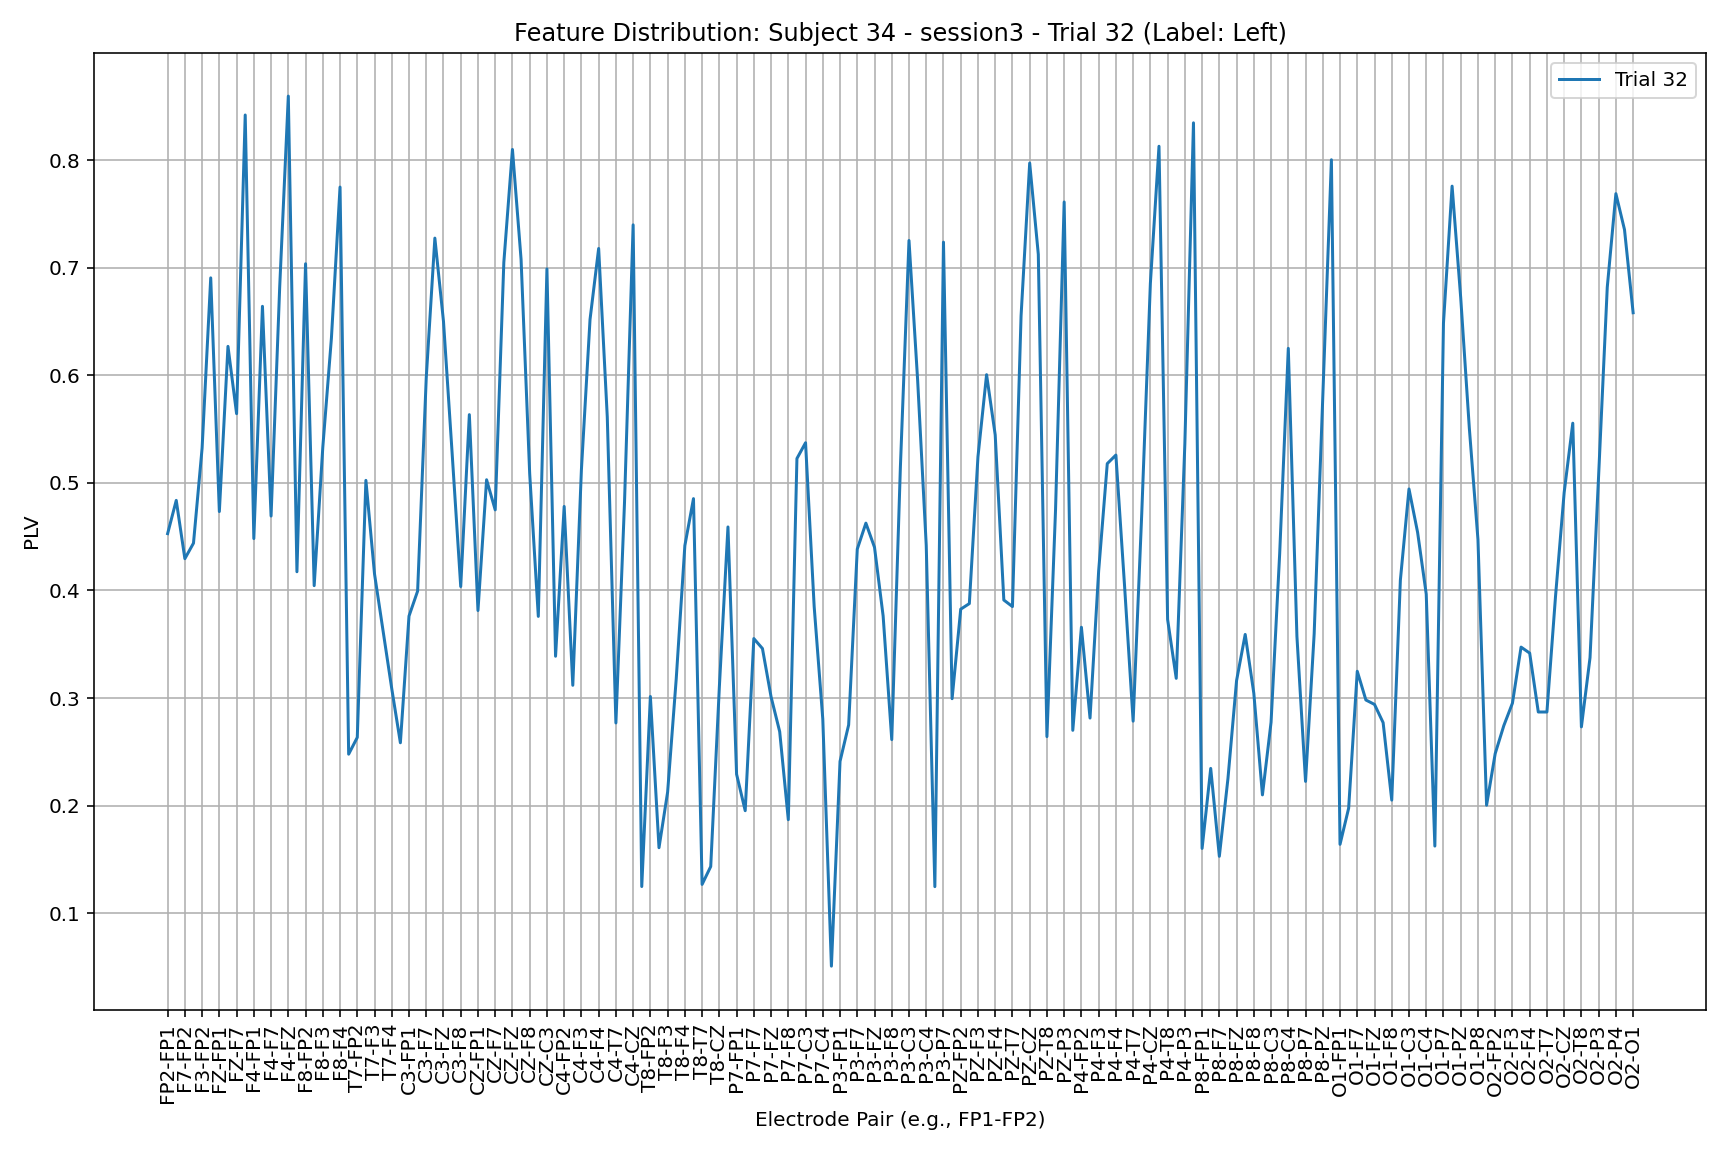 Feature Distribution: Subject 34 - session3 - Trial 32 (Label: Left)
Trial 32
PLV
0.8
0.7
0.6
0.5
0.4
0.3
0.2
0.1
FP2-FP1
F7-FP2
F3-FP2
FZ-FP1
FZ-F7
F4-FP1
F4-F7
F4-FZ
F8-FP2
F8-F3
F8-F4
T7-FP2
T7-F3
T7-F4
C3-FP1
C3-F7
C3-FZ
C3-F8
CZ-FP1
CZ-F7
CZ-FZ
CZ-F8
CZ-C3
C4-FP2
C4-F3
C4-F4
C4-T7
C4-CZ
T8-FP2
T8-F3
T8-F4
T8-T7
T8-CZ
P7-FP1
P7-F7
P7-FZ
P7-F8
P7-C3
P7-C4
P3-FP1
P3-F7
P3-FZ
P3-F8
P3-C3
P3-C4
P3-P7
PZ-FP2
PZ-F3
PZ-F4
PZ-T7
PZ-CZ
PZ-T8
PZ-P3
P4-FP2
P4-F3
P4-F4
P4-T7
P4-CZ
P4-T8
P4-P3
P8-FP1
P8-F7
P8-FZ
P8-F8
P8-C3
P8-C4
P8-P7
P8-PZ
O1-FP1
O1-F7
O1-FZ
O1-F8
O1-C3
O1-C4
O1-P7
O1-PZ
O1-P8
O2-FP2
O2-F3
O2-F4
O2-T7
O2-CZ
O2-T8
O2-P3
O2-P4
O2-O1
Electrode Pair (e.g., FP1-FP2)